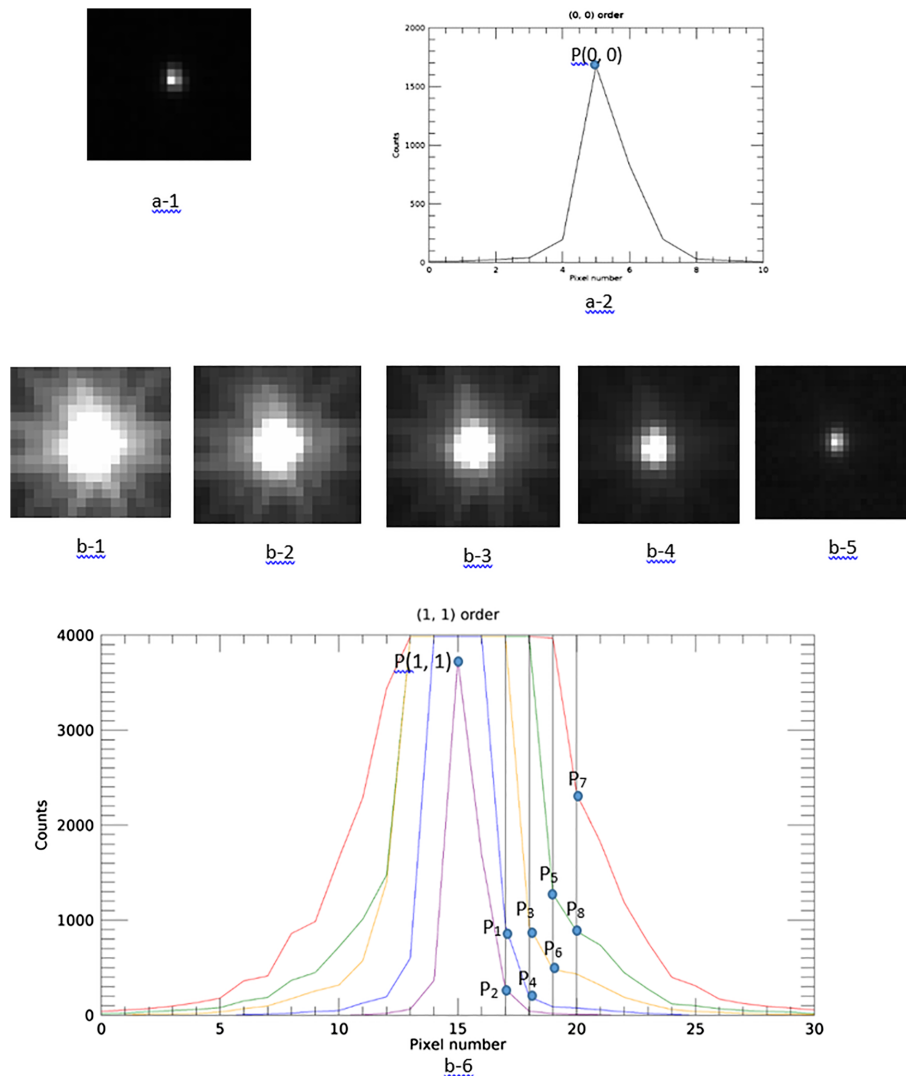 (0, 0) order
2000
1500
1000
500
0
Counts
P(0, 0)
0 2 4 6 8 10
Pixel number
a-1
a-2
b-1 b-2 b-3 b-4 b-5
(1, 1) order
4000
3000
2000
1000
0
Counts
P(1, 1)
P7
P5
P3
P8
P1
P6
P2
P4
0 5 10 15 20 25 30
Pixel number
b-6